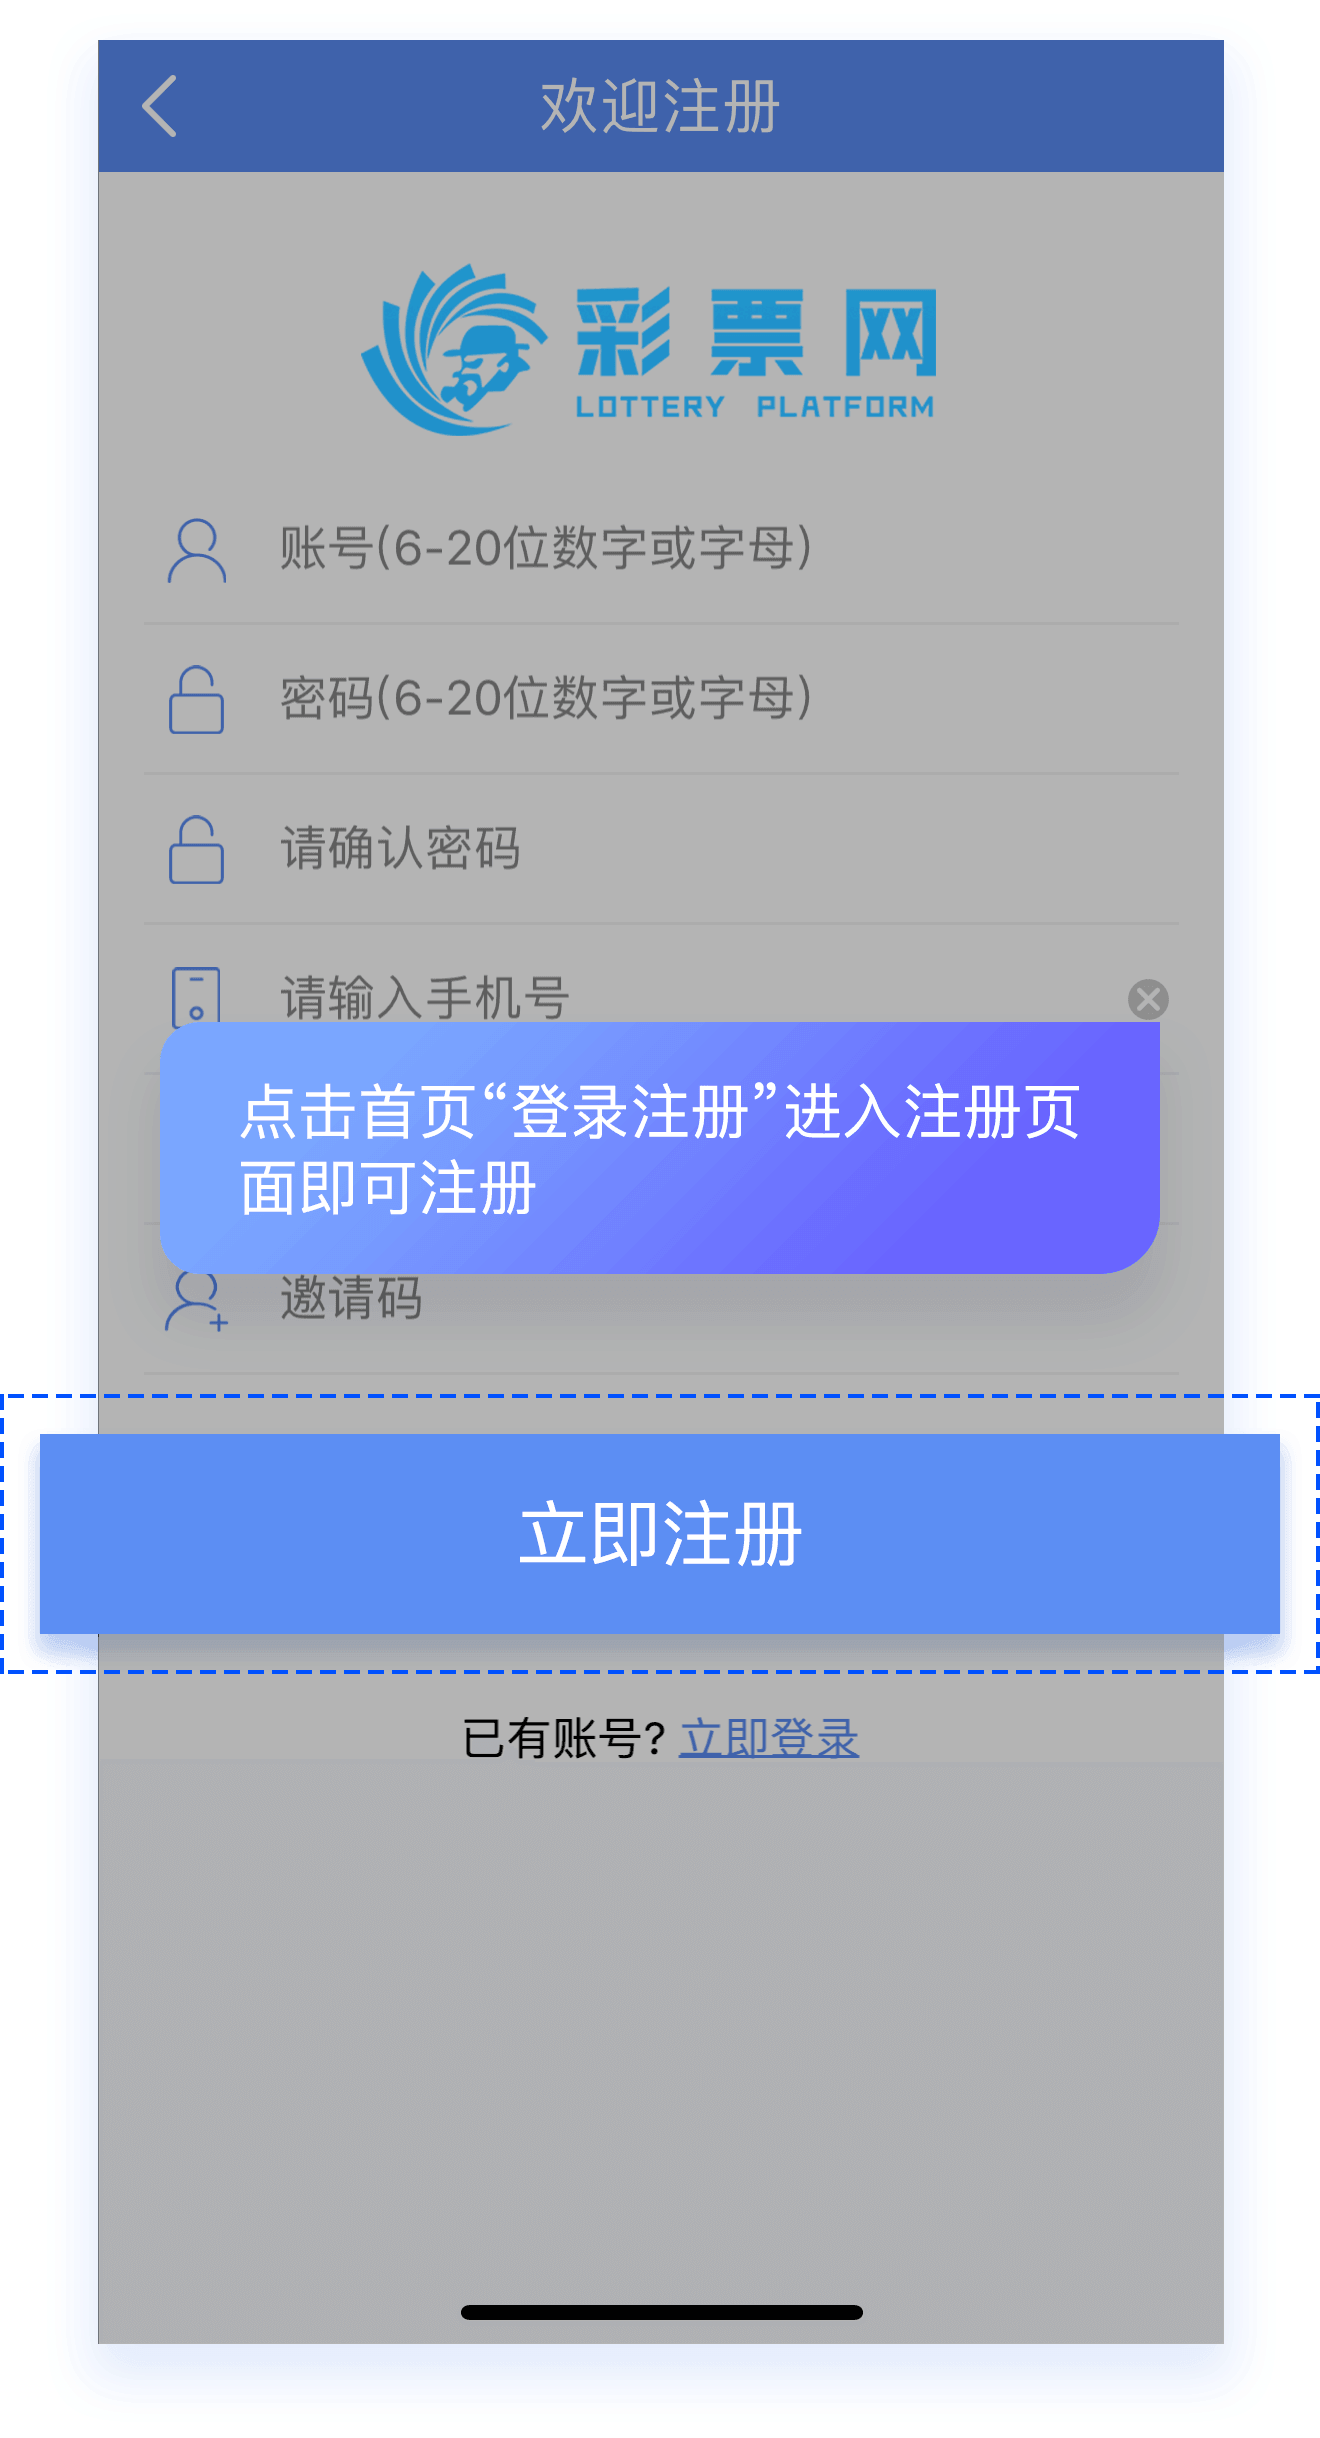 欢迎注册
彩票网
LOTTERY PLATFORM
账号(6-20位数字或字母)
密码(6-20位数字或字母)
请确认密码
请输入手机号
点击首页“登录注册”进入注册页
面即可注册
邀请码
立即注册
已有账号? 立即登录